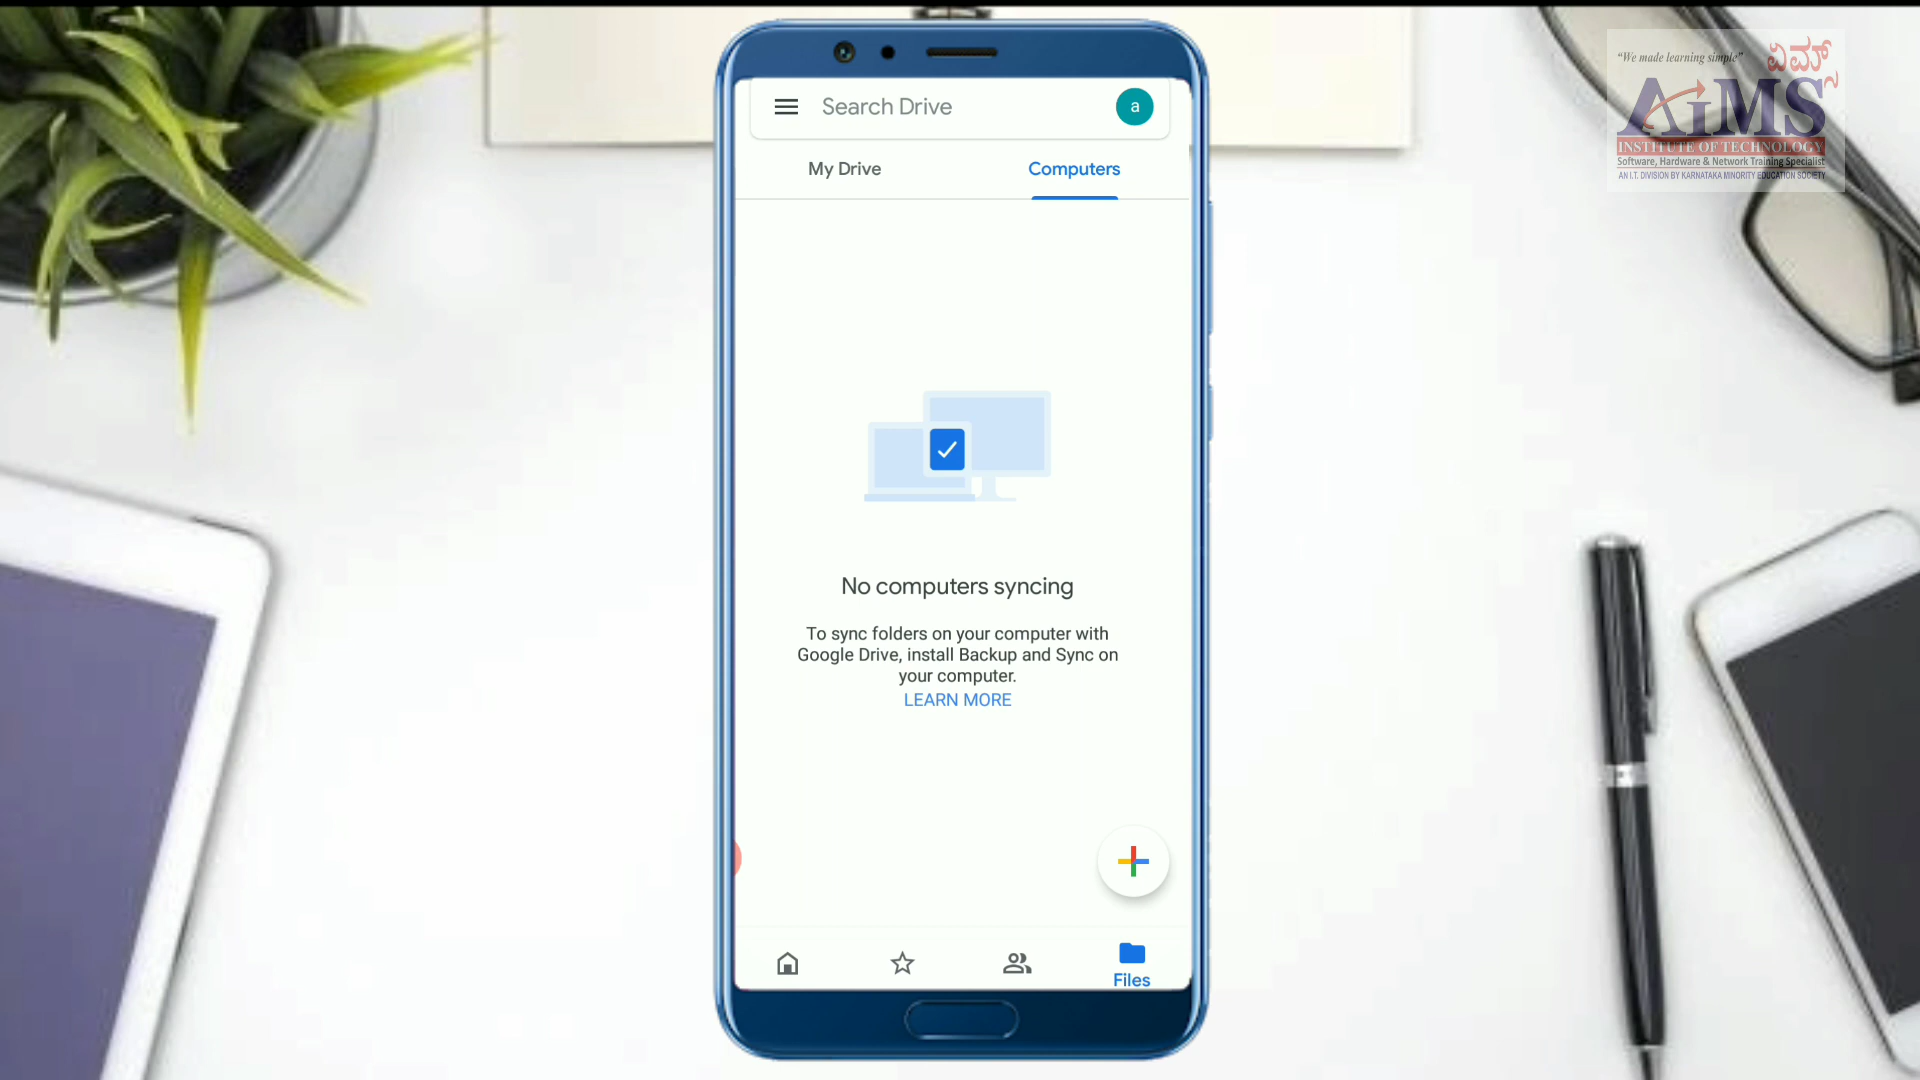 "We made learning simple"
ಏಮ್ಸ್
AiMS
INSTITUTE OF TECHNOLOGY
Software, Hardware & Network Training Specialist
AN I.T. DIVISION BY KARNATAKA MINORITY EDUCATION SOCIETY
Search Drive
a
My Drive
Computers
No computers syncing
To sync folders on your computer with
Google Drive, install Backup and Sync on
your computer.
LEARN MORE
Files